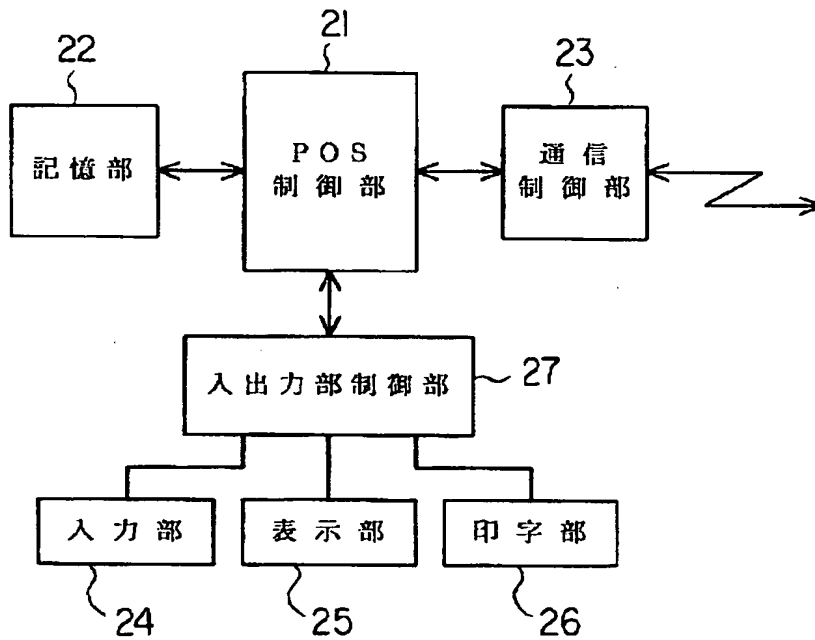 21
22
23
記憶部
POS
制御部
通信
制御部
入出力部制御部
27
入力部
表示部
印字部
24
25
26